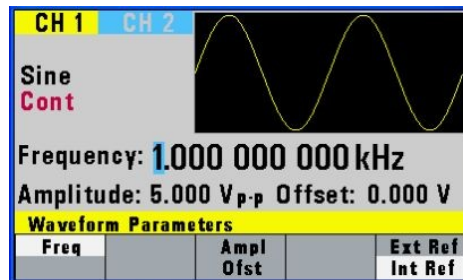 CH 1 CH 2
Sine
Cont
Frequency: 1.000 000 000 kHz
Amplitude: 5.000 Vp-p Offset: 0.000 V
Waveform Parameters
Freq Ampl Ext Ref
Ofst Int Ref